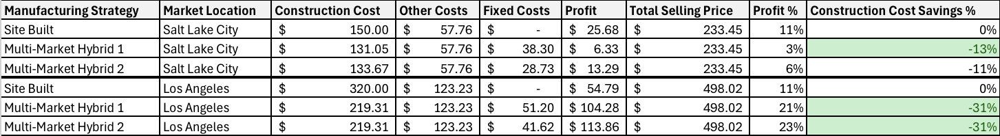 Manufacturing Strategy Market Location Construction Cost Other Costs Fixed Costs Profit Total Selling Price Profit % Construction Cost Savings %
Site Built Salt Lake City $ 150.00 $ 57.76 $ - $ 25.68 $ 233.45 11% 0%
Multi-Market Hybrid 1 Salt Lake City $ 131.05 $ 57.76 $ 38.30 $ 6.33 $ 233.45 3% -13%
Multi-Market Hybrid 2 Salt Lake City $ 133.67 $ 57.76 $ 28.73 $ 13.29 $ 233.45 6% -11%
Site Built Los Angeles $ 320.00 $ 123.23 $ - $ 54.79 $ 498.02 11% 0%
Multi-Market Hybrid 1 Los Angeles $ 219.31 $ 123.23 $ 51.20 $ 104.28 $ 498.02 21% -31%
Multi-Market Hybrid 2 Los Angeles $ 219.31 $ 123.23 $ 41.62 $ 113.86 $ 498.02 23% -31%